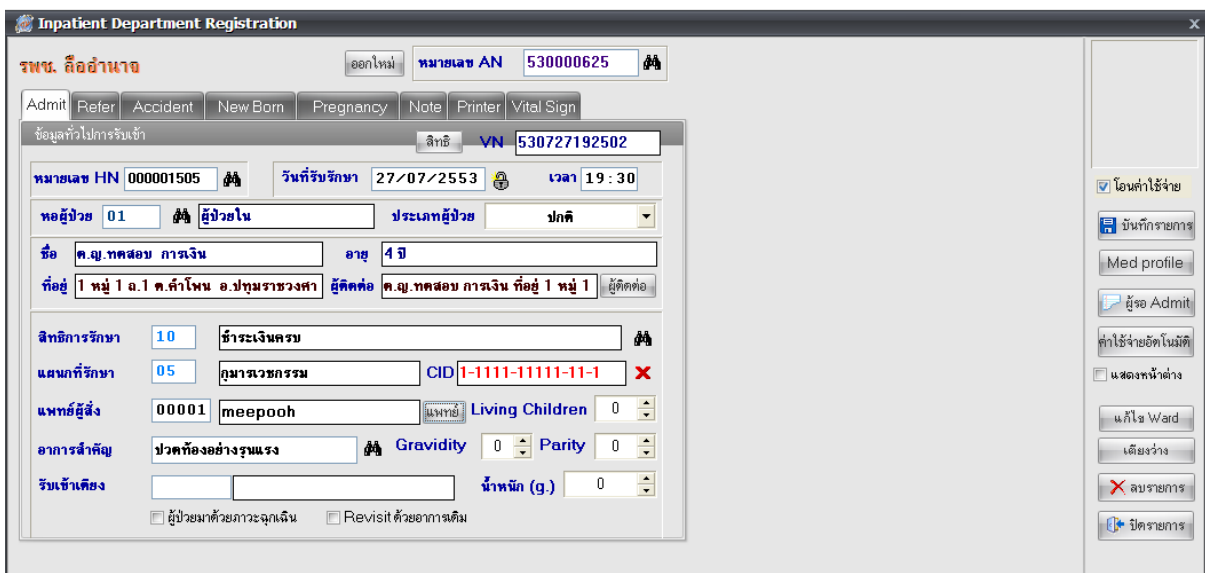 Inpatient Department Registration x
รพช. ลืออำนาจ ออกใหม่ หมายเลข AN 530000625
Admit Refer Accident New Born Pregnancy Note Printer Vital Sign
ข้อมูลทั่วไปการรับเข้า สิทธิ VN 530727192502
หมายเลข HN 000001505 วันที่รับรักษา 27/07/2553 เวลา 19:30
หอผู้ป่วย 01 ผู้ป่วยใน ประเภทผู้ป่วย ปกติ
ชื่อ ด.ญ.ทดสอบ การเงิน อายุ 4 ปี
ที่อยู่ 1 หมู่ 1 ถ.1 ต.คำโพน อ.ปทุมราชวงศา ผู้ติดต่อ ด.ญ.ทดสอบ การเงิน ที่อยู่ 1 หมู่ 1 ผู้ติดต่อ
สิทธิการรักษา 10 ชำระเงินครบ
แผนกที่รักษา 05 กุมารเวชกรรม CID 1-1111-11111-11-1
แพทย์ผู้สั่ง 00001 meepooh แพทย์ Living Children 0
อาการสำคัญ ปวดท้องอย่างรุนแรง Gravidity 0 Parity 0
รับเข้าเตียง น้ำหนัก (g.) 0
ผู้ป่วยมาด้วยภาวะฉุกเฉิน Revisit ด้วยอาการเดิม
โอนค่าใช้จ่าย
บันทึกรายการ
Med profile
ผู้รอ Admit
ค่าใช้จ่ายอัตโนมัติ
แสดงหน้าต่าง
แก้ไข Ward
เตียงว่าง
ลบรายการ
ปิดรายการ